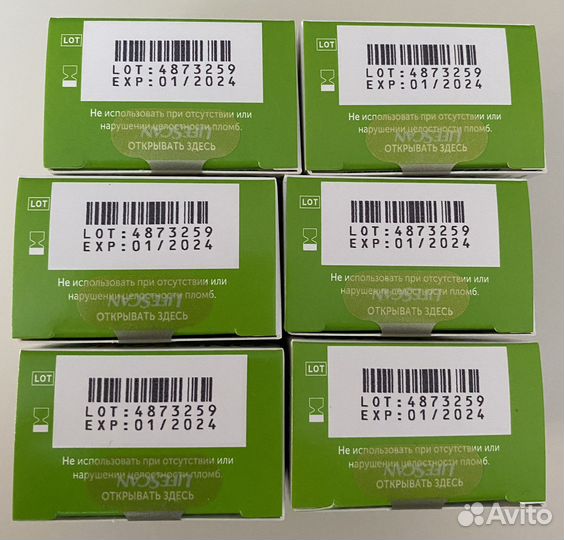 LOT
LOT:4873259
EXP:01/2024
Не использовать при отсутствии или
нарушении целостности пломб.
LIFESCAN
ОТКРЫВАТЬ ЗДЕСЬ
LOT
LOT:4873259
EXP:01/2024
Не использовать при отсутствии или
нарушении целостности пломб.
LIFESCAN
ОТКРЫВАТЬ ЗДЕСЬ
LOT
LOT:4873259
EXP:01/2024
Не использовать при отсутствии или
нарушении целостности пломб.
LIFESCAN
ОТКРЫВАТЬ ЗДЕСЬ
LOT
LOT:4873259
EXP:01/2024
Не использовать при отсутствии или
нарушении целостности пломб.
LIFESCAN
ОТКРЫВАТЬ ЗДЕСЬ
LOT
LOT:4873259
EXP:01/2024
Не использовать при отсутствии или
нарушении целостности пломб.
LIFESCAN
ОТКРЫВАТЬ ЗДЕСЬ
LOT
LOT:4873259
EXP:01/2024
Не использовать при отсутствии или
нарушении целостности пломб.
LIFESCAN
ОТКРЫВАТЬ ЗДЕСЬ
Avito